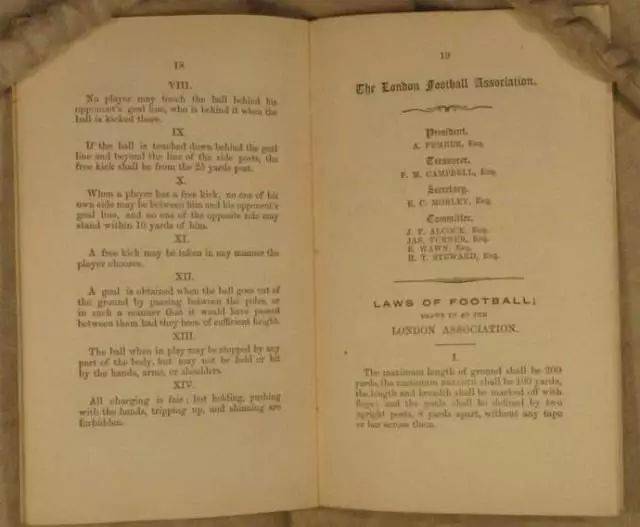 18
VIII.
No player may touch the ball behind his
opponent's goal line, who is behind it when the
ball is kicked there.
IX
If the ball is touched down behind the goal
line and beyond the line of the side posts, the
free kick shall be from the 25 yards post.
X.
When a player has a free kick, no one of his
own side may be between him and his opponent's
goal line, and no one of the opposite side may
stand within 10 yards of him.
XI.
A free kick may be taken in any manner the
player chooses.
XII.
A goal is obtained when the ball goes out of
the ground by passing between the poles, or
in such a manner that it would have passed
between them had they been of sufficient height.
XIII.
The ball when in play may be stopped by any
part of the body, but may not be held or hit
by the hands, arms, or shoulders.
XIV.
All charging is fair; but holding, pushing
with the hands, tripping up, and shinning are
forbidden.
19
The London Football Association.
President.
A. PEMBER, Esq.
Treasurer.
F. M. CAMPBELL, Esq.
Secretary.
E. C. MORLEY, Esq.
Committee.
J. F. ALCOCK, Esq.
JAS. TURNER, Esq.
E. WAWN, Esq.
H. T. STEWARD, Esq.
LAWS OF FOOTBALL;
DRAWN UP BY THE
LONDON ASSOCIATION.
I.
The maximum length of ground shall be 200
yards, the maximum breadth shall be 100 yards,
the length and breadth shall be marked off with
flags; and the goals shall be defined by two
upright posts, 8 yards apart, without any tape
or bar across them.